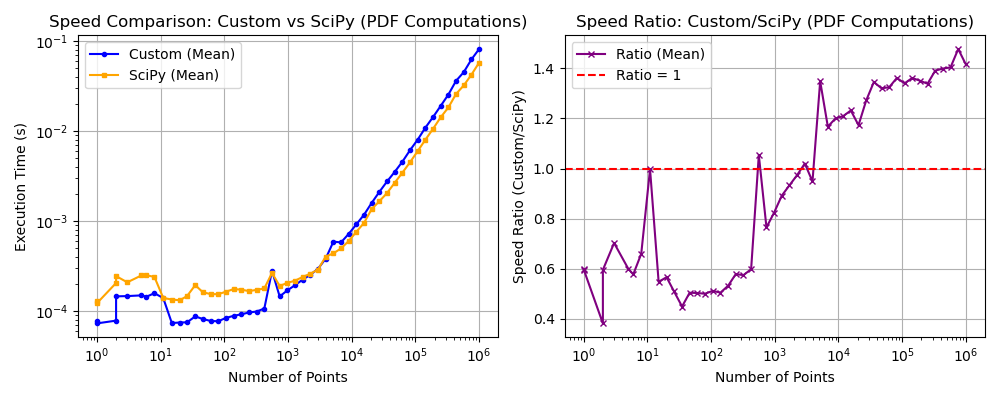 Speed Comparison: Custom vs SciPy (PDF Computations)
Custom (Mean)
SciPy (Mean)
Execution Time (s)
10⁻¹
10⁻²
10⁻³
10⁻⁴
10⁰ 10¹ 10² 10³ 10⁴ 10⁵ 10⁶
Number of Points
Speed Ratio: Custom/SciPy (PDF Computations)
Ratio (Mean)
Ratio = 1
Speed Ratio (Custom/SciPy)
1.4
1.2
1.0
0.8
0.6
0.4
10⁰ 10¹ 10² 10³ 10⁴ 10⁵ 10⁶
Number of Points